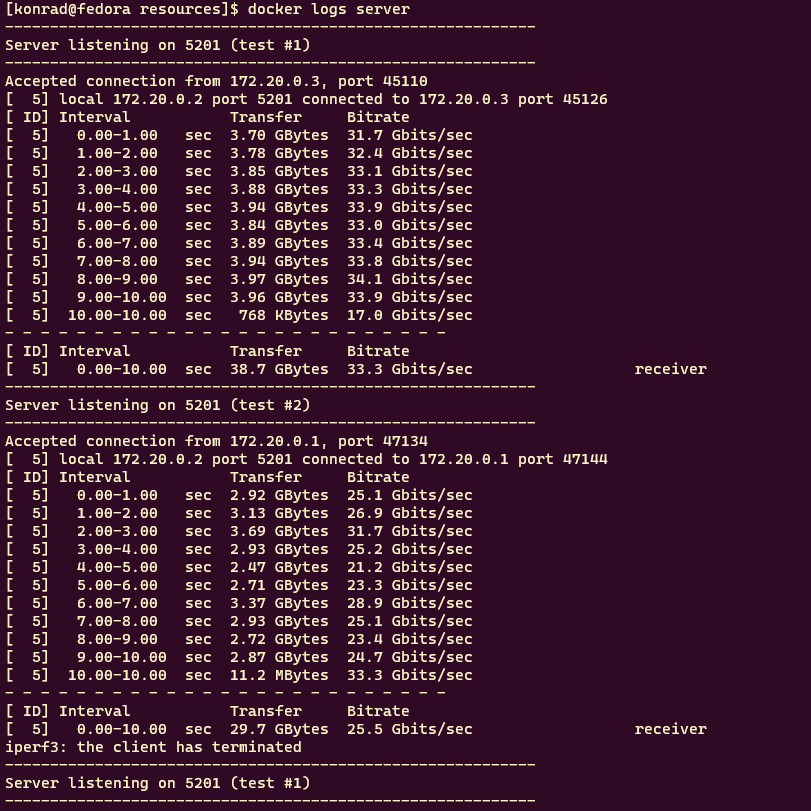 [konrad@fedora resources]$ docker logs server
-----------------------------------------------------------
Server listening on 5201 (test #1)
-----------------------------------------------------------
Accepted connection from 172.20.0.3, port 45110
[  5] local 172.20.0.2 port 5201 connected to 172.20.0.3 port 45126
[ ID] Interval           Transfer     Bitrate
[  5]   0.00-1.00   sec  3.70 GBytes  31.7 Gbits/sec
[  5]   1.00-2.00   sec  3.78 GBytes  32.4 Gbits/sec
[  5]   2.00-3.00   sec  3.85 GBytes  33.1 Gbits/sec
[  5]   3.00-4.00   sec  3.88 GBytes  33.3 Gbits/sec
[  5]   4.00-5.00   sec  3.94 GBytes  33.9 Gbits/sec
[  5]   5.00-6.00   sec  3.84 GBytes  33.0 Gbits/sec
[  5]   6.00-7.00   sec  3.89 GBytes  33.4 Gbits/sec
[  5]   7.00-8.00   sec  3.94 GBytes  33.8 Gbits/sec
[  5]   8.00-9.00   sec  3.97 GBytes  34.1 Gbits/sec
[  5]   9.00-10.00  sec  3.96 GBytes  33.9 Gbits/sec
[  5]  10.00-10.00  sec   768 KBytes  17.0 Gbits/sec
- - - - - - - - - - - - - - - - - - - - - - - - -
[ ID] Interval           Transfer     Bitrate
[  5]   0.00-10.00  sec  38.7 GBytes  33.3 Gbits/sec                  receiver
-----------------------------------------------------------
Server listening on 5201 (test #2)
-----------------------------------------------------------
Accepted connection from 172.20.0.1, port 47134
[  5] local 172.20.0.2 port 5201 connected to 172.20.0.1 port 47144
[ ID] Interval           Transfer     Bitrate
[  5]   0.00-1.00   sec  2.92 GBytes  25.1 Gbits/sec
[  5]   1.00-2.00   sec  3.13 GBytes  26.9 Gbits/sec
[  5]   2.00-3.00   sec  3.69 GBytes  31.7 Gbits/sec
[  5]   3.00-4.00   sec  2.93 GBytes  25.2 Gbits/sec
[  5]   4.00-5.00   sec  2.47 GBytes  21.2 Gbits/sec
[  5]   5.00-6.00   sec  2.71 GBytes  23.3 Gbits/sec
[  5]   6.00-7.00   sec  3.37 GBytes  28.9 Gbits/sec
[  5]   7.00-8.00   sec  2.93 GBytes  25.1 Gbits/sec
[  5]   8.00-9.00   sec  2.72 GBytes  23.4 Gbits/sec
[  5]   9.00-10.00  sec  2.87 GBytes  24.7 Gbits/sec
[  5]  10.00-10.00  sec  11.2 MBytes  33.3 Gbits/sec
- - - - - - - - - - - - - - - - - - - - - - - - -
[ ID] Interval           Transfer     Bitrate
[  5]   0.00-10.00  sec  29.7 GBytes  25.5 Gbits/sec                  receiver
iperf3: the client has terminated
-----------------------------------------------------------
Server listening on 5201 (test #1)
-----------------------------------------------------------